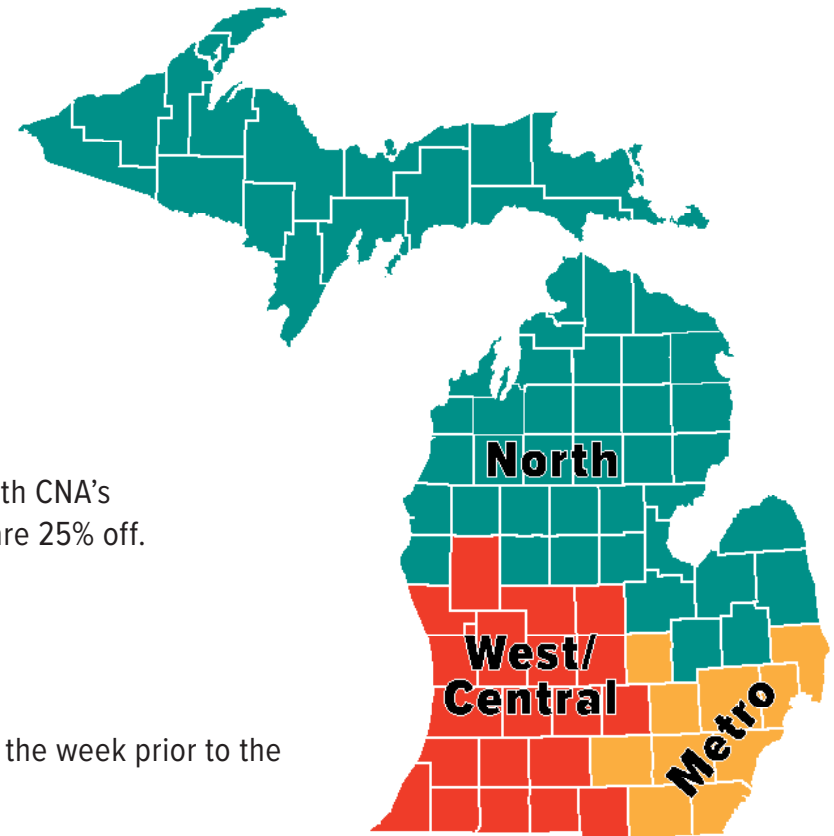 North
th CNA's
are 25% off.
West/
Central
Metro
the week prior to the